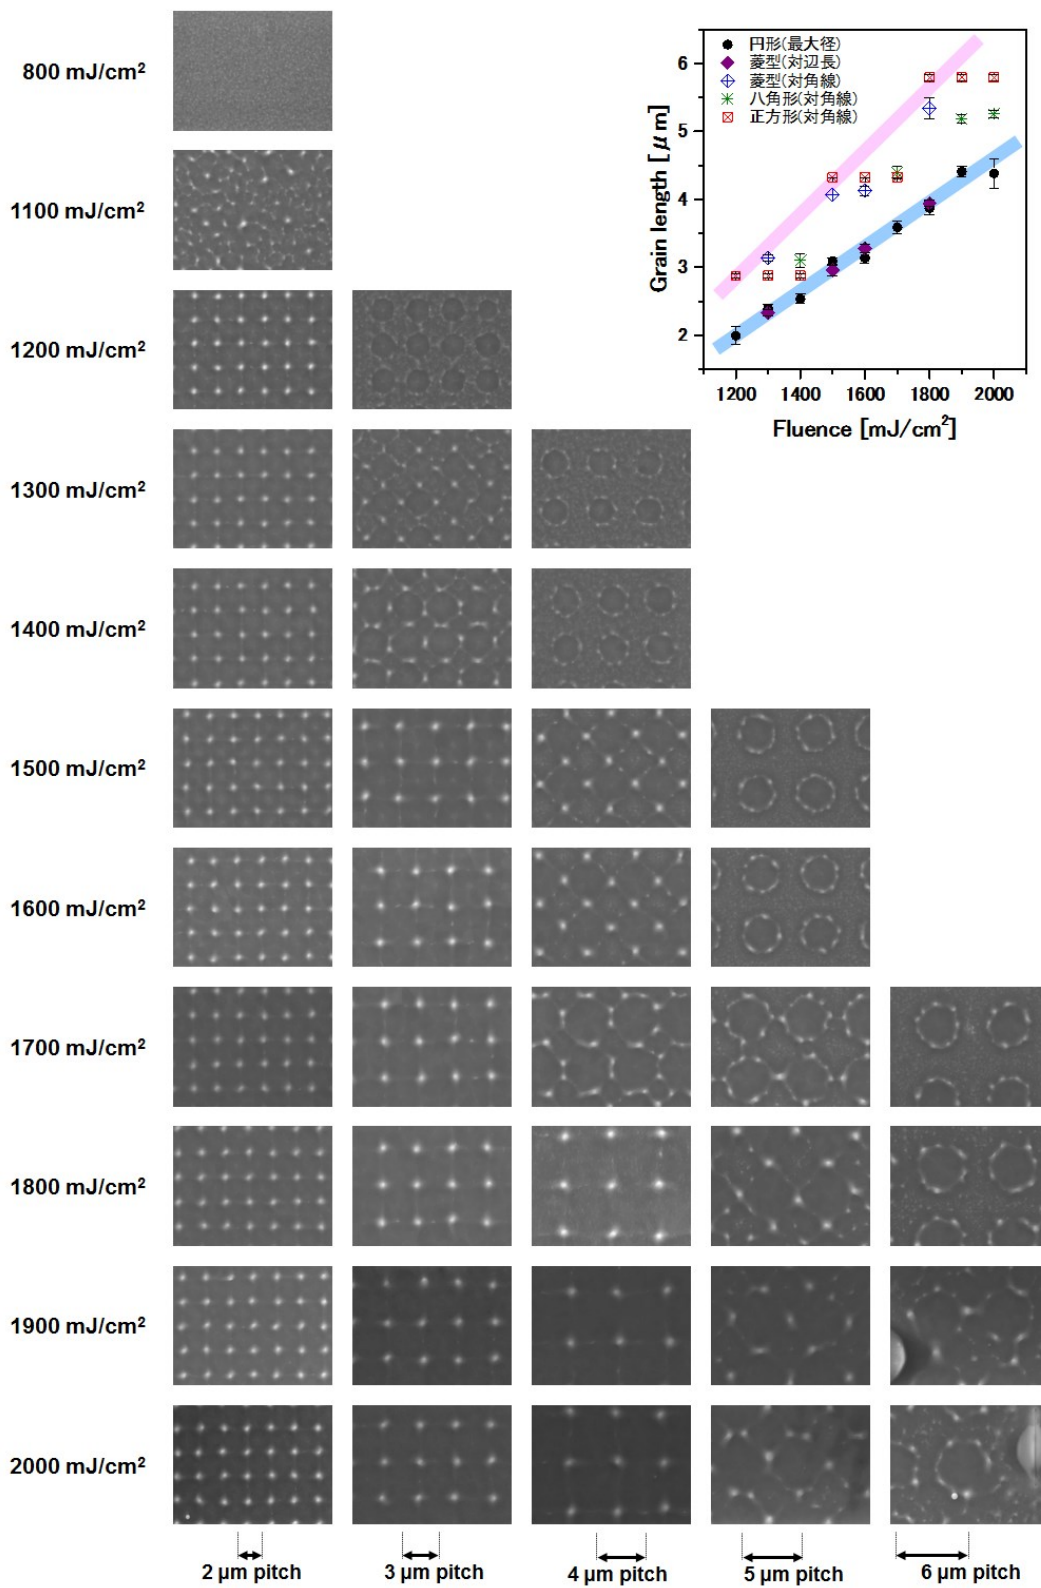 円形(最大径)
菱型(対辺長)
菱型(対角線)
八角形(対角線)
正方形(対角線)
Grain length [μm]
6
5
4
3
2
1200 1400 1600 1800 2000
Fluence [mJ/cm²]
800 mJ/cm²
1100 mJ/cm²
1200 mJ/cm²
1300 mJ/cm²
1400 mJ/cm²
1500 mJ/cm²
1600 mJ/cm²
1700 mJ/cm²
1800 mJ/cm²
1900 mJ/cm²
2000 mJ/cm²
2 μm pitch 3 μm pitch 4 μm pitch 5 μm pitch 6 μm pitch